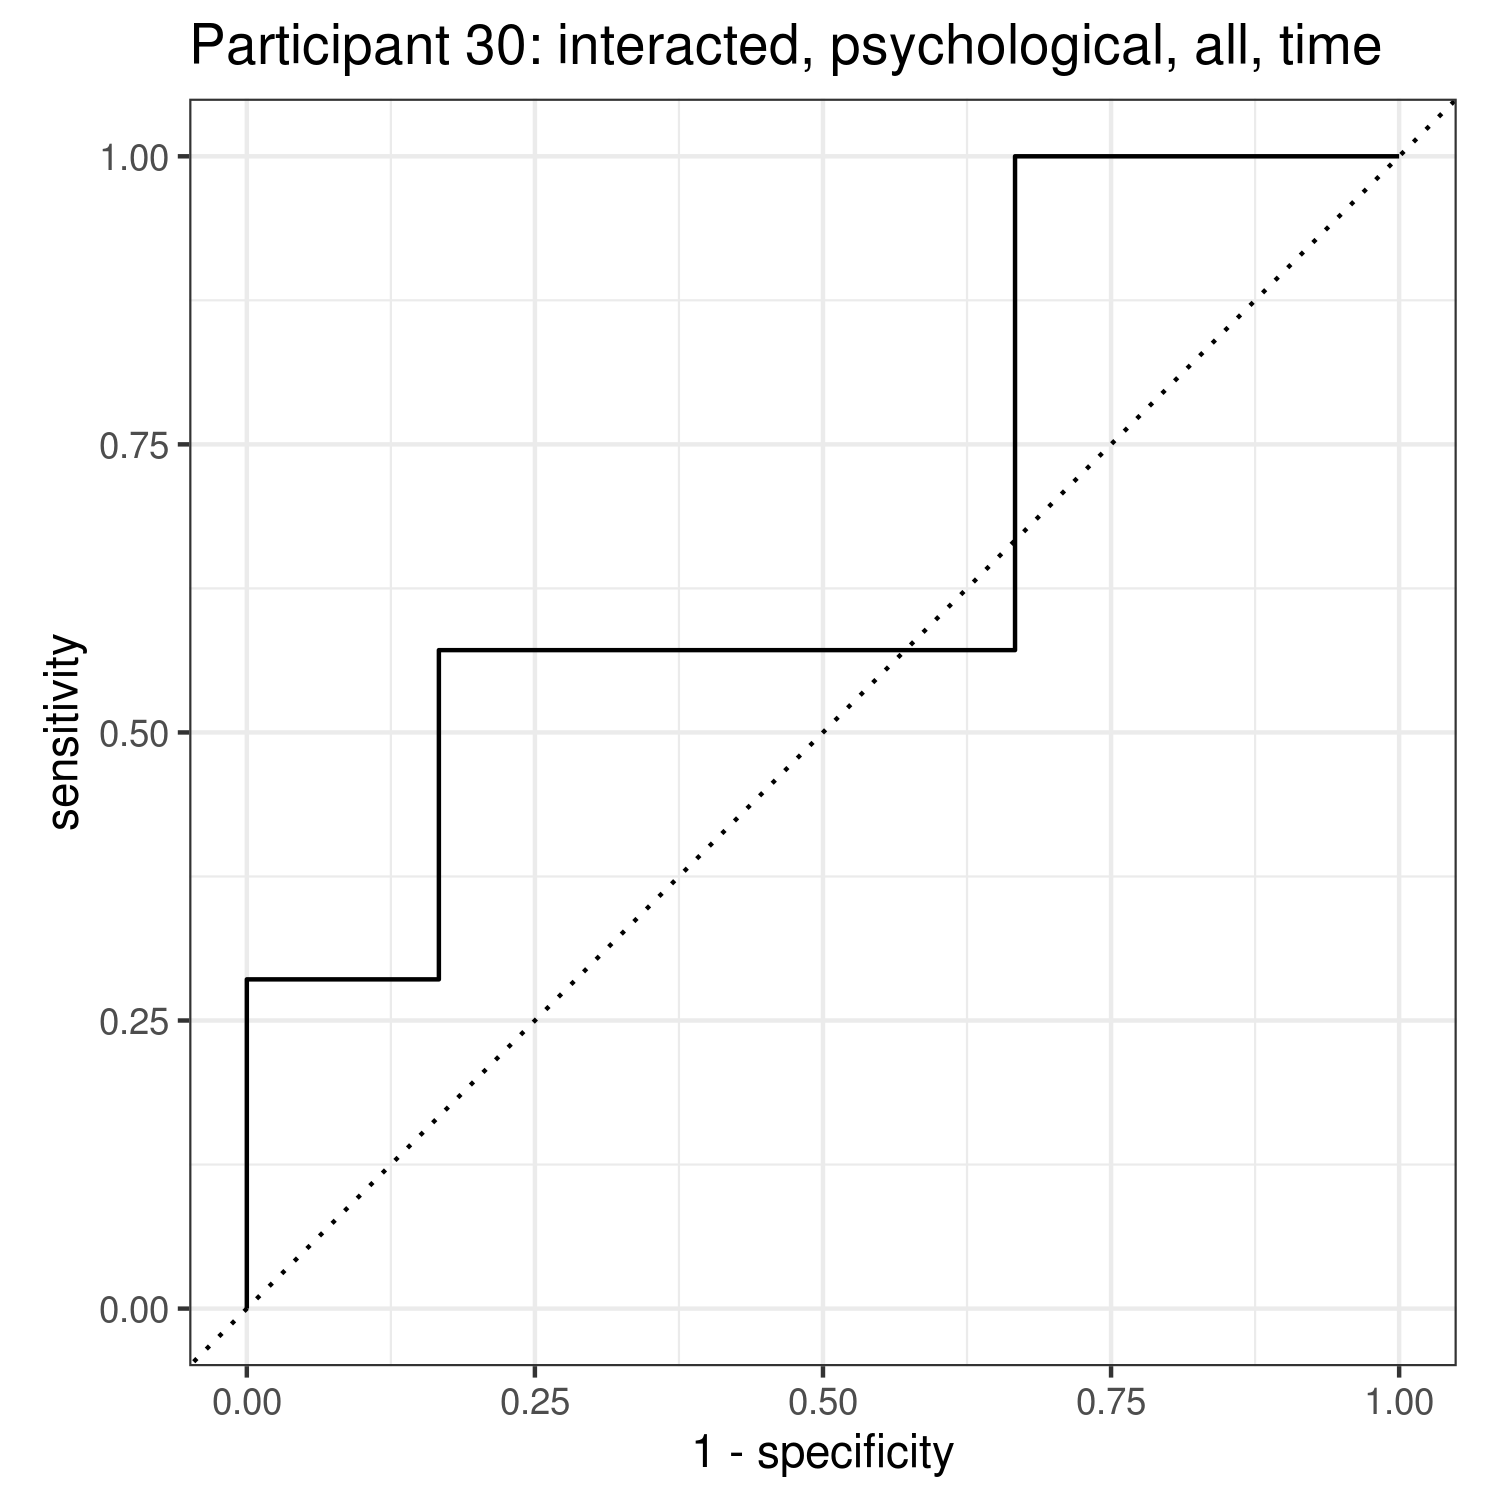 Participant 30: interacted, psychological, all, time
1.00
0.75
0.50
0.25
0.00
sensitivity
0.00 0.25 0.50 0.75 1.00
1 - specificity